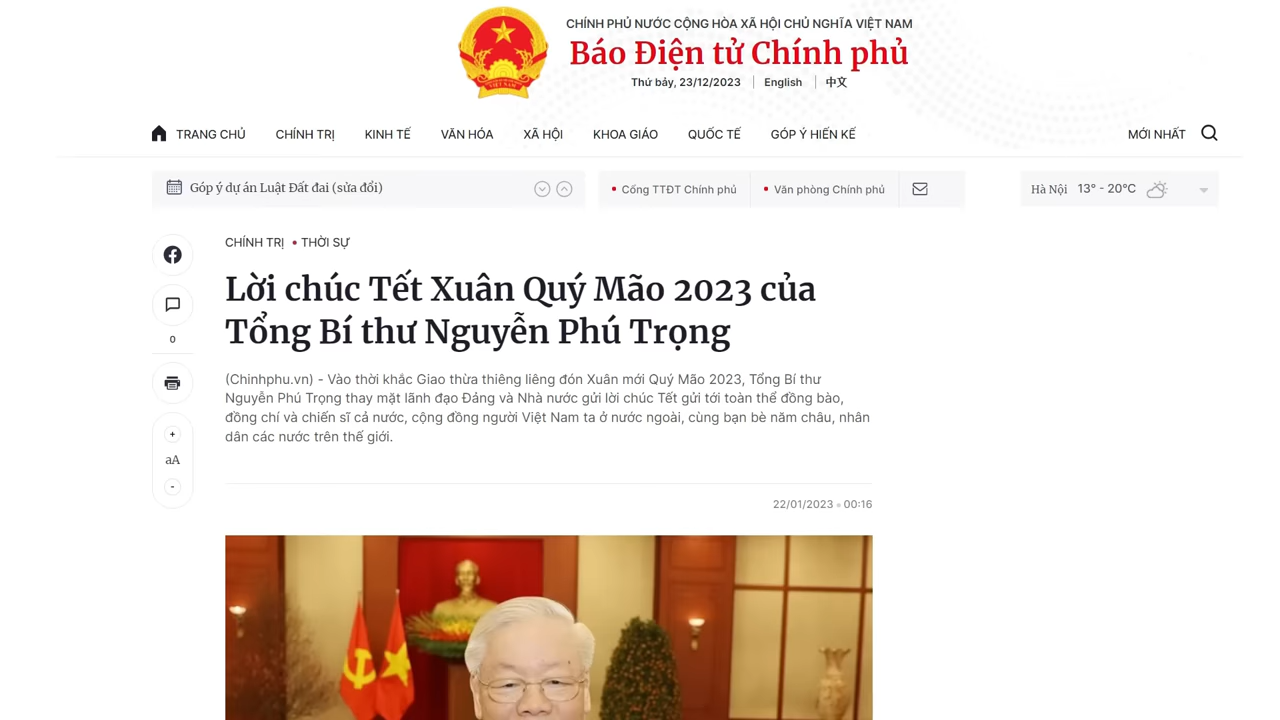 CHÍNH PHỦ NƯỚC CỘNG HÒA XÃ HỘI CHỦ NGHĨA VIỆT NAM
Báo Điện tử Chính phủ
Thứ bảy, 23/12/2023 English 中文
TRANG CHỦ CHÍNH TRỊ KINH TẾ VĂN HÓA XÃ HỘI KHOA GIÁO QUỐC TẾ GÓP Ý HIẾN KẾ MỚI NHẤT
Góp ý dự án Luật Đất đai (sửa đổi) Cổng TTĐT Chính phủ Văn phòng Chính phủ Hà Nội 13° - 20°C
CHÍNH TRỊ • THỜI SỰ
Lời chúc Tết Xuân Quý Mão 2023 của
Tổng Bí thư Nguyễn Phú Trọng
0
(Chinhphu.vn) - Vào thời khắc Giao thừa thiêng liêng đón Xuân mới Quý Mão 2023, Tổng Bí thư
Nguyễn Phú Trọng thay mặt lãnh đạo Đảng và Nhà nước gửi lời chúc Tết gửi tới toàn thể đồng bào,
đồng chí và chiến sĩ cả nước, cộng đồng người Việt Nam ta ở nước ngoài, cùng bạn bè năm châu, nhân
dân các nước trên thế giới.
+
aA
-
22/01/2023 00:16